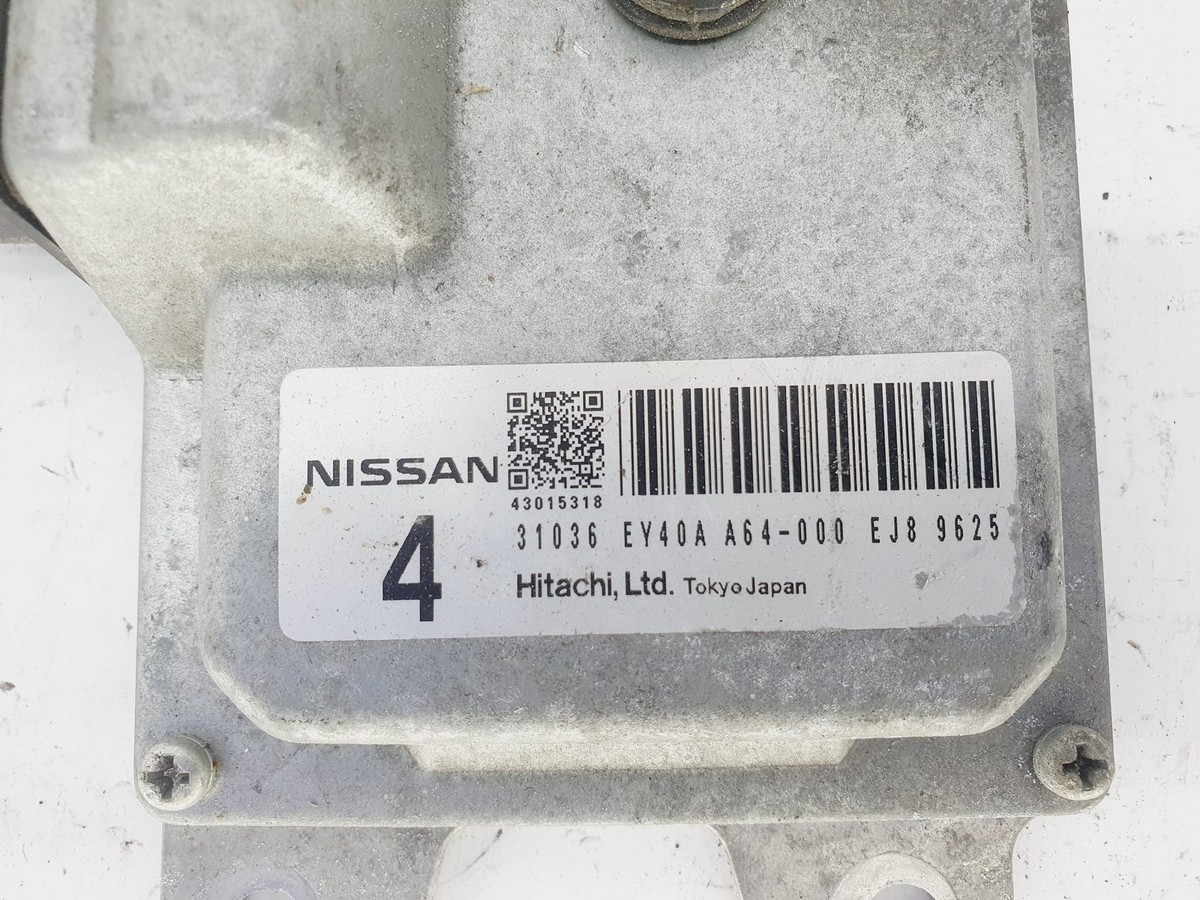 NISSAN
43015318
4
31036 EY40A A64-000 EJ8 9625
Hitachi, Ltd. Tokyo Japan